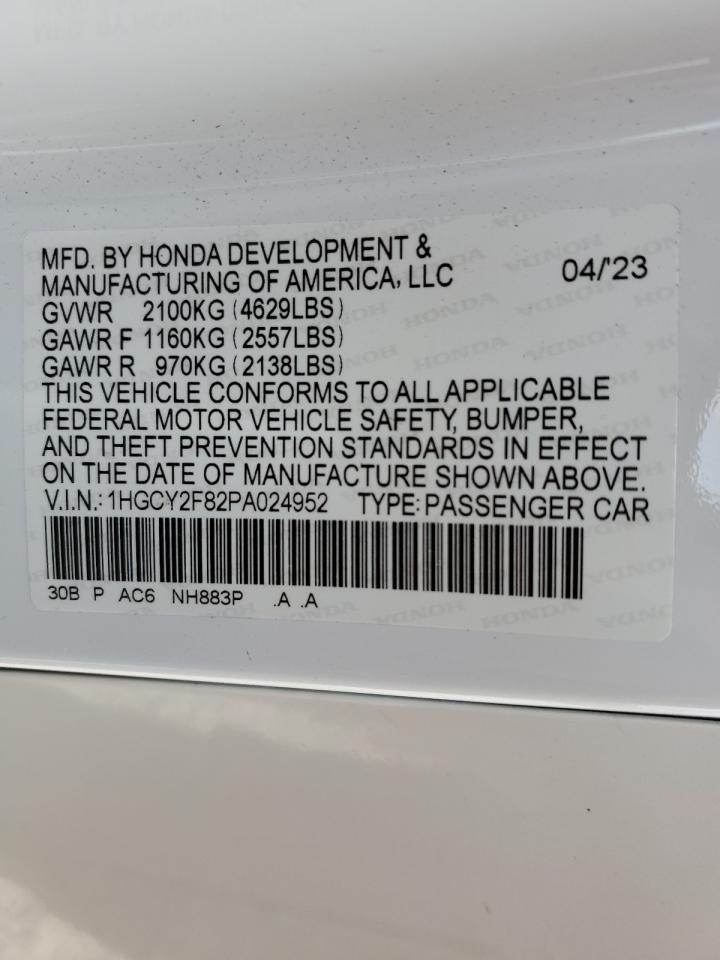 MFD. BY HONDA DEVELOPMENT &
MANUFACTURING OF AMERICA, LLC 04/'23
GVWR 2100KG (4629LBS)
GAWR F 1160KG (2557LBS)
GAWR R 970KG (2138LBS)
THIS VEHICLE CONFORMS TO ALL APPLICABLE
FEDERAL MOTOR VEHICLE SAFETY, BUMPER,
AND THEFT PREVENTION STANDARDS IN EFFECT
ON THE DATE OF MANUFACTURE SHOWN ABOVE.
V.I.N.: 1HGCY2F82PA024952 TYPE: PASSENGER CAR
30B P AC6 NH883P .A .A